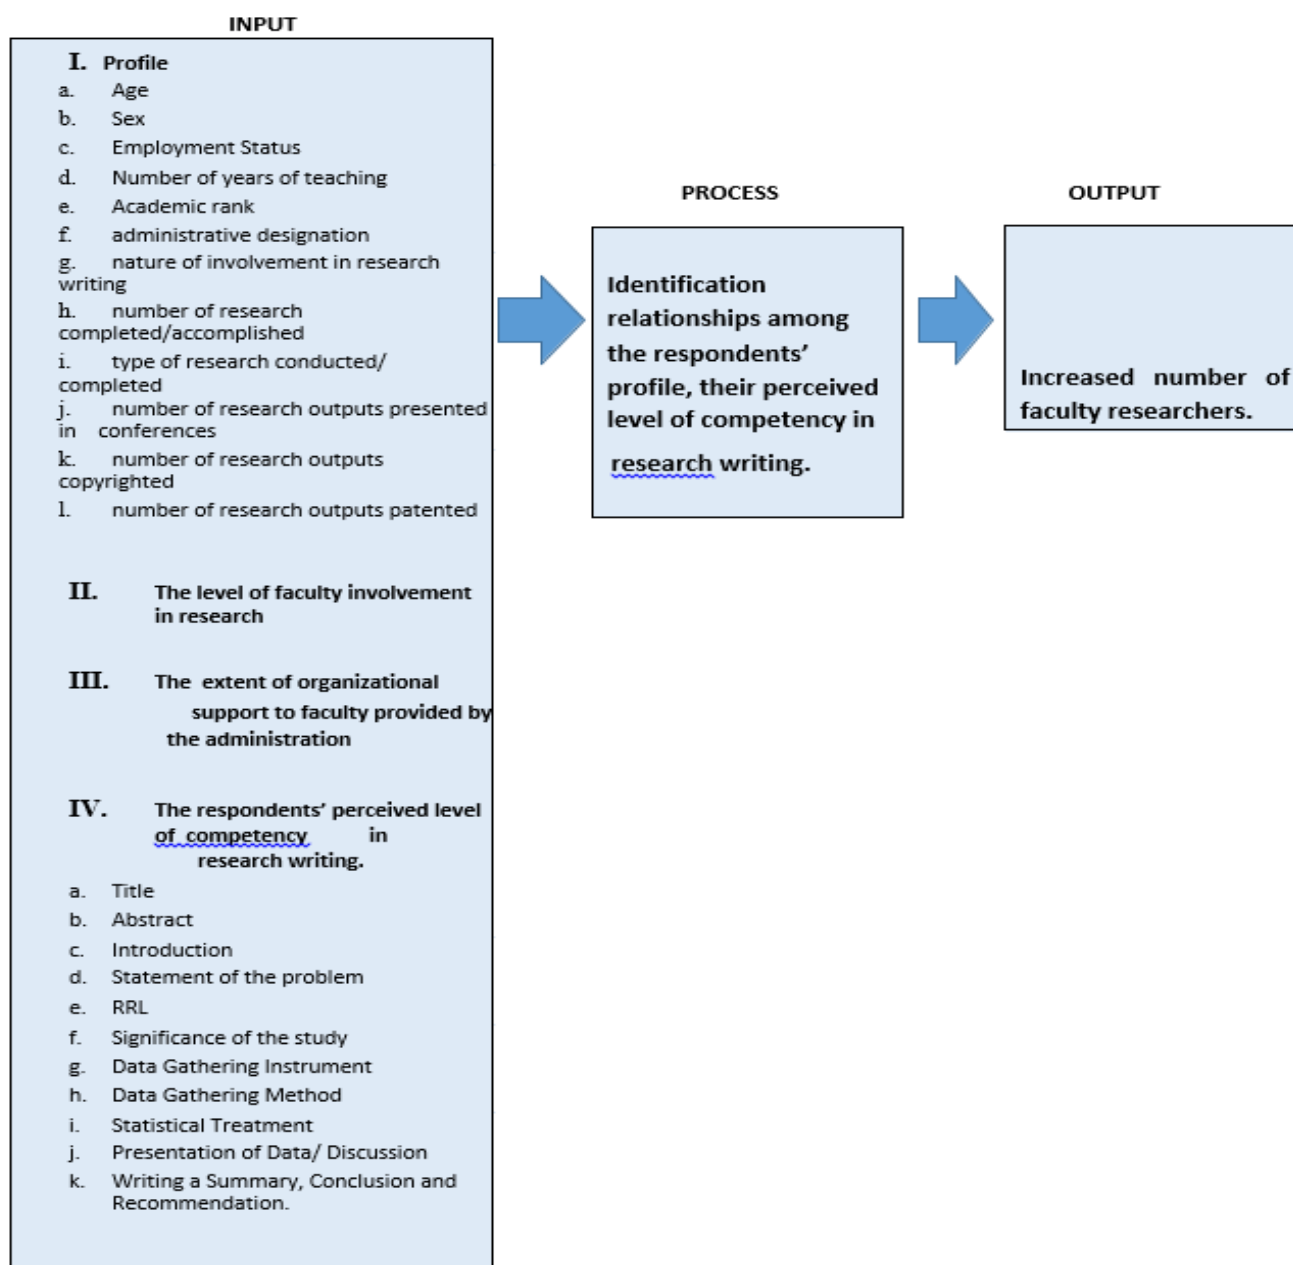 INPUT
I. Profile
a. Age
b. Sex
c. Employment Status
d. Number of years of teaching
e. Academic rank
f. administrative designation
g. nature of involvement in research
writing
h. number of research
completed/accomplished
i. type of research conducted/
completed
j. number of research outputs presented
in conferences
k. number of research outputs
copyrighted
l. number of research outputs patented
II. The level of faculty involvement
in research
III. The extent of organizational
support to faculty provided by
the administration
IV. The respondents’ perceived level
of competency in
research writing.
a. Title
b. Abstract
c. Introduction
d. Statement of the problem
e. RRL
f. Significance of the study
g. Data Gathering Instrument
h. Data Gathering Method
i. Statistical Treatment
j. Presentation of Data/ Discussion
k. Writing a Summary, Conclusion and
Recommendation.
PROCESS
Identification
relationships among
the respondents’
profile, their perceived
level of competency in
research writing.
OUTPUT
Increased number of
faculty researchers.